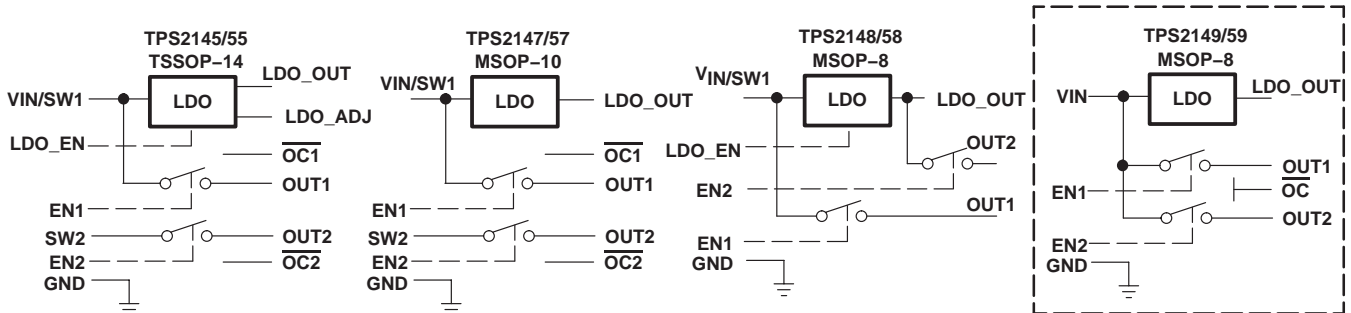 TPS2145/55
TSSOP–14
LDO_OUT
VIN/SW1
LDO
LDO_ADJ
LDO_EN
OC1
OUT1
EN1
SW2
OUT2
EN2
OC2
GND
TPS2147/57
MSOP–10
VIN/SW1
LDO
LDO_OUT
OC1
OUT1
EN1
SW2
OUT2
EN2
OC2
GND
TPS2148/58
MSOP–8
VIN/SW1
LDO
LDO_OUT
LDO_EN
OUT2
EN2
OUT1
EN1
GND
TPS2149/59
MSOP–8
LDO_OUT
VIN
LDO
OUT1
EN1
OC
OUT2
EN2
GND